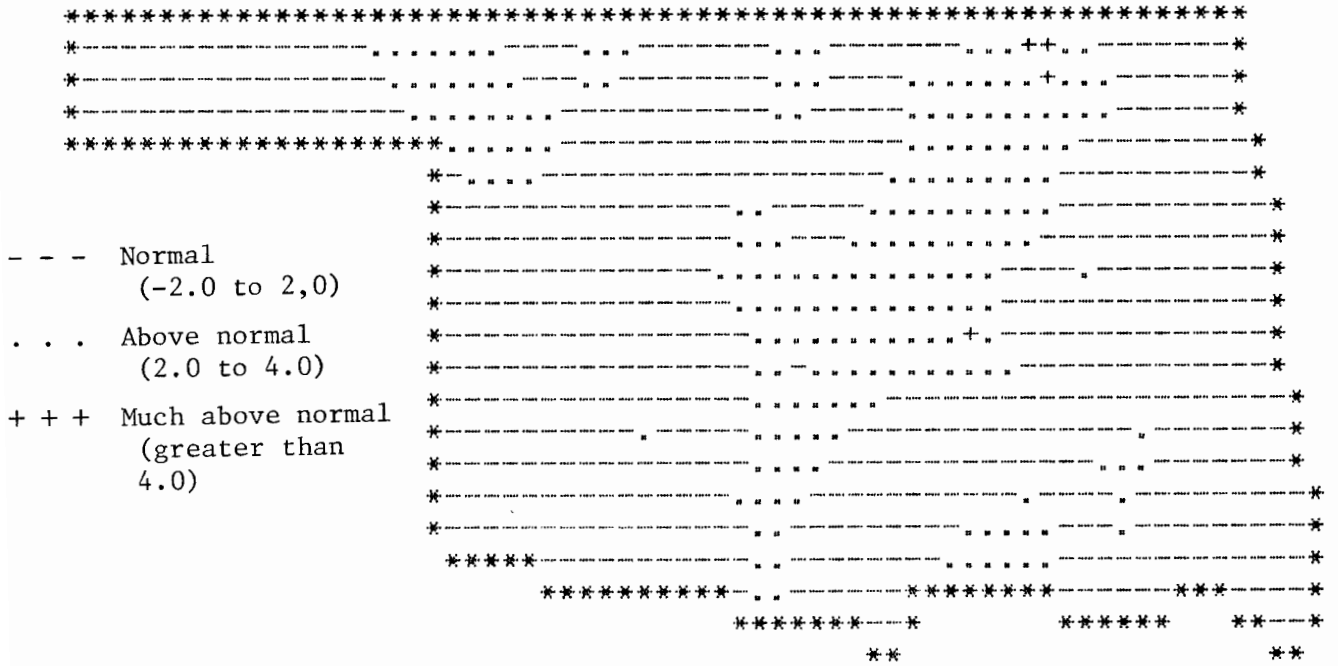 - - - Normal
(-2.0 to 2,0)
. . . Above normal
(2.0 to 4.0)
+ + + Much above normal
(greater than
4.0)